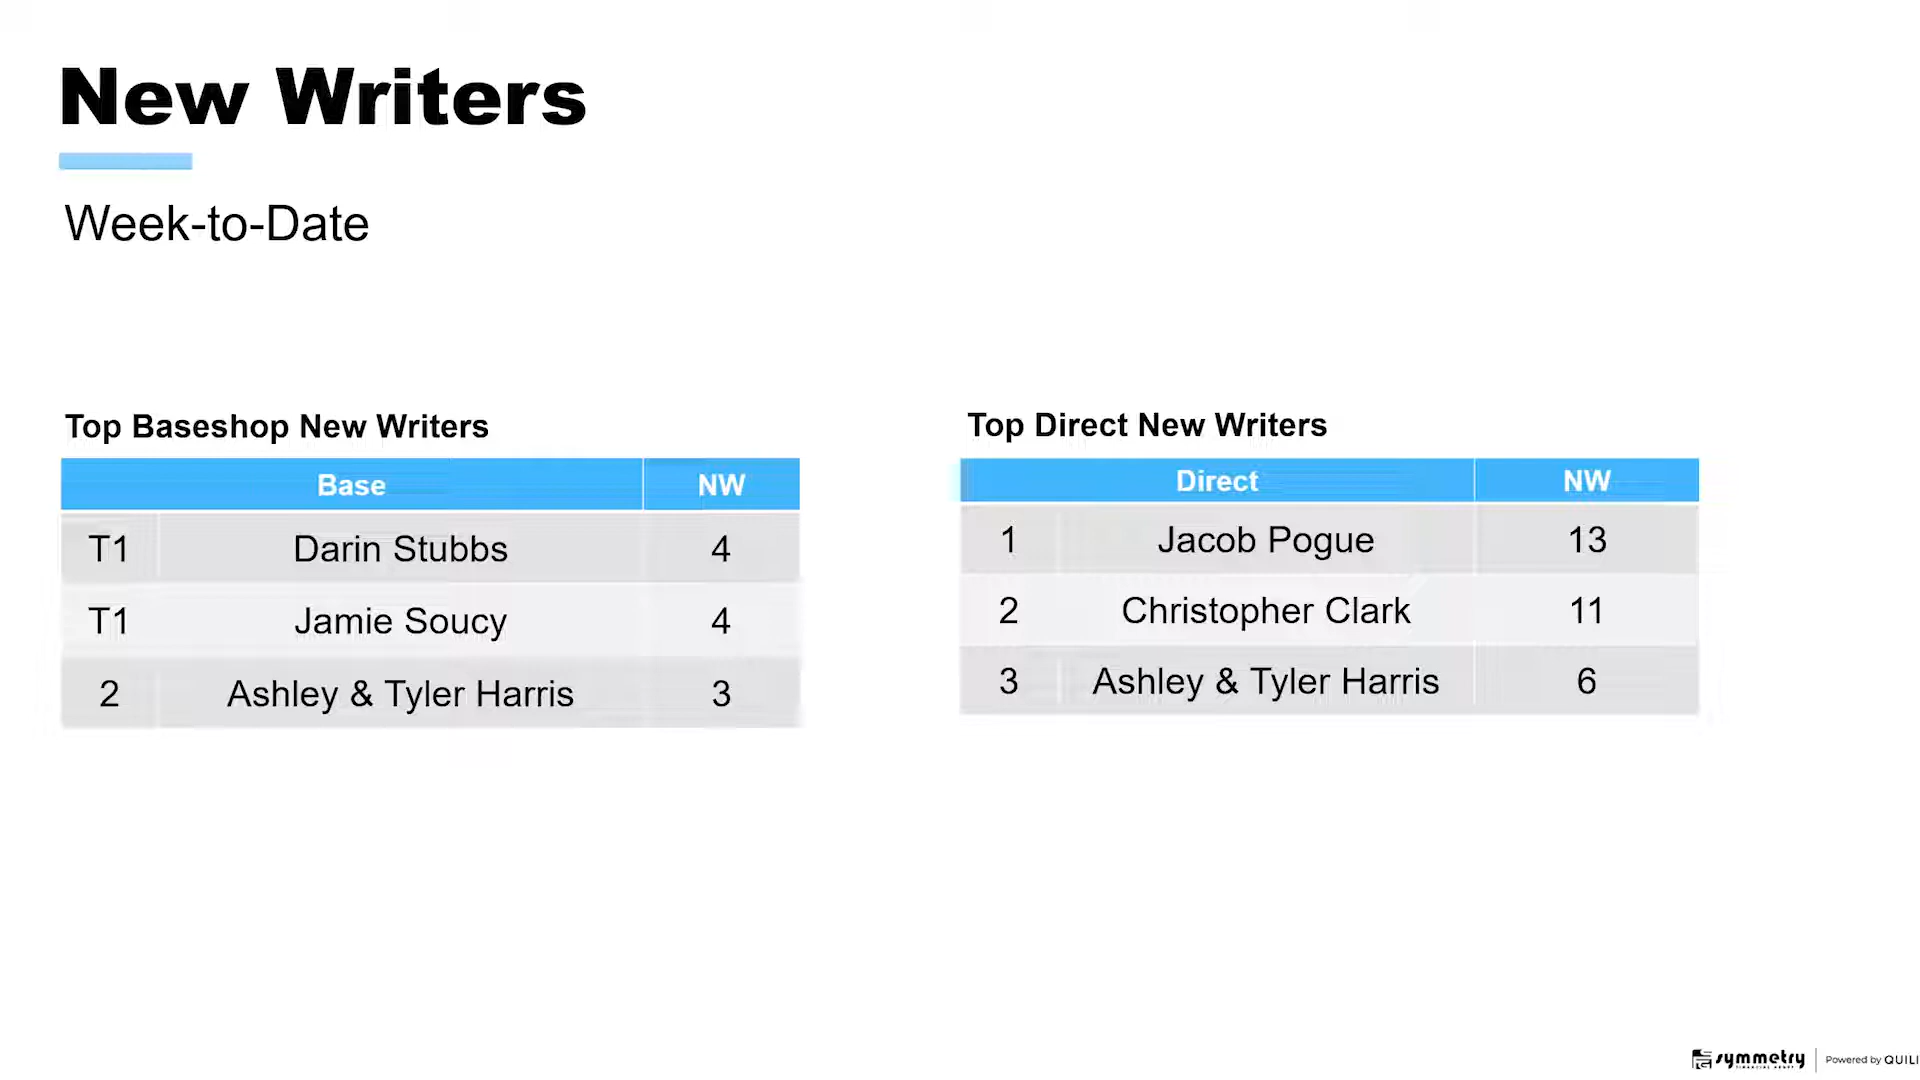 New Writers
Week-to-Date
Top Baseshop New Writers
Base NW
T1 Darin Stubbs 4
T1 Jamie Soucy 4
2 Ashley & Tyler Harris 3
Top Direct New Writers
Direct NW
1 Jacob Pogue 13
2 Christopher Clark 11
3 Ashley & Tyler Harris 6
symmetry
FINANCIAL GROUP
Powered by QUILI